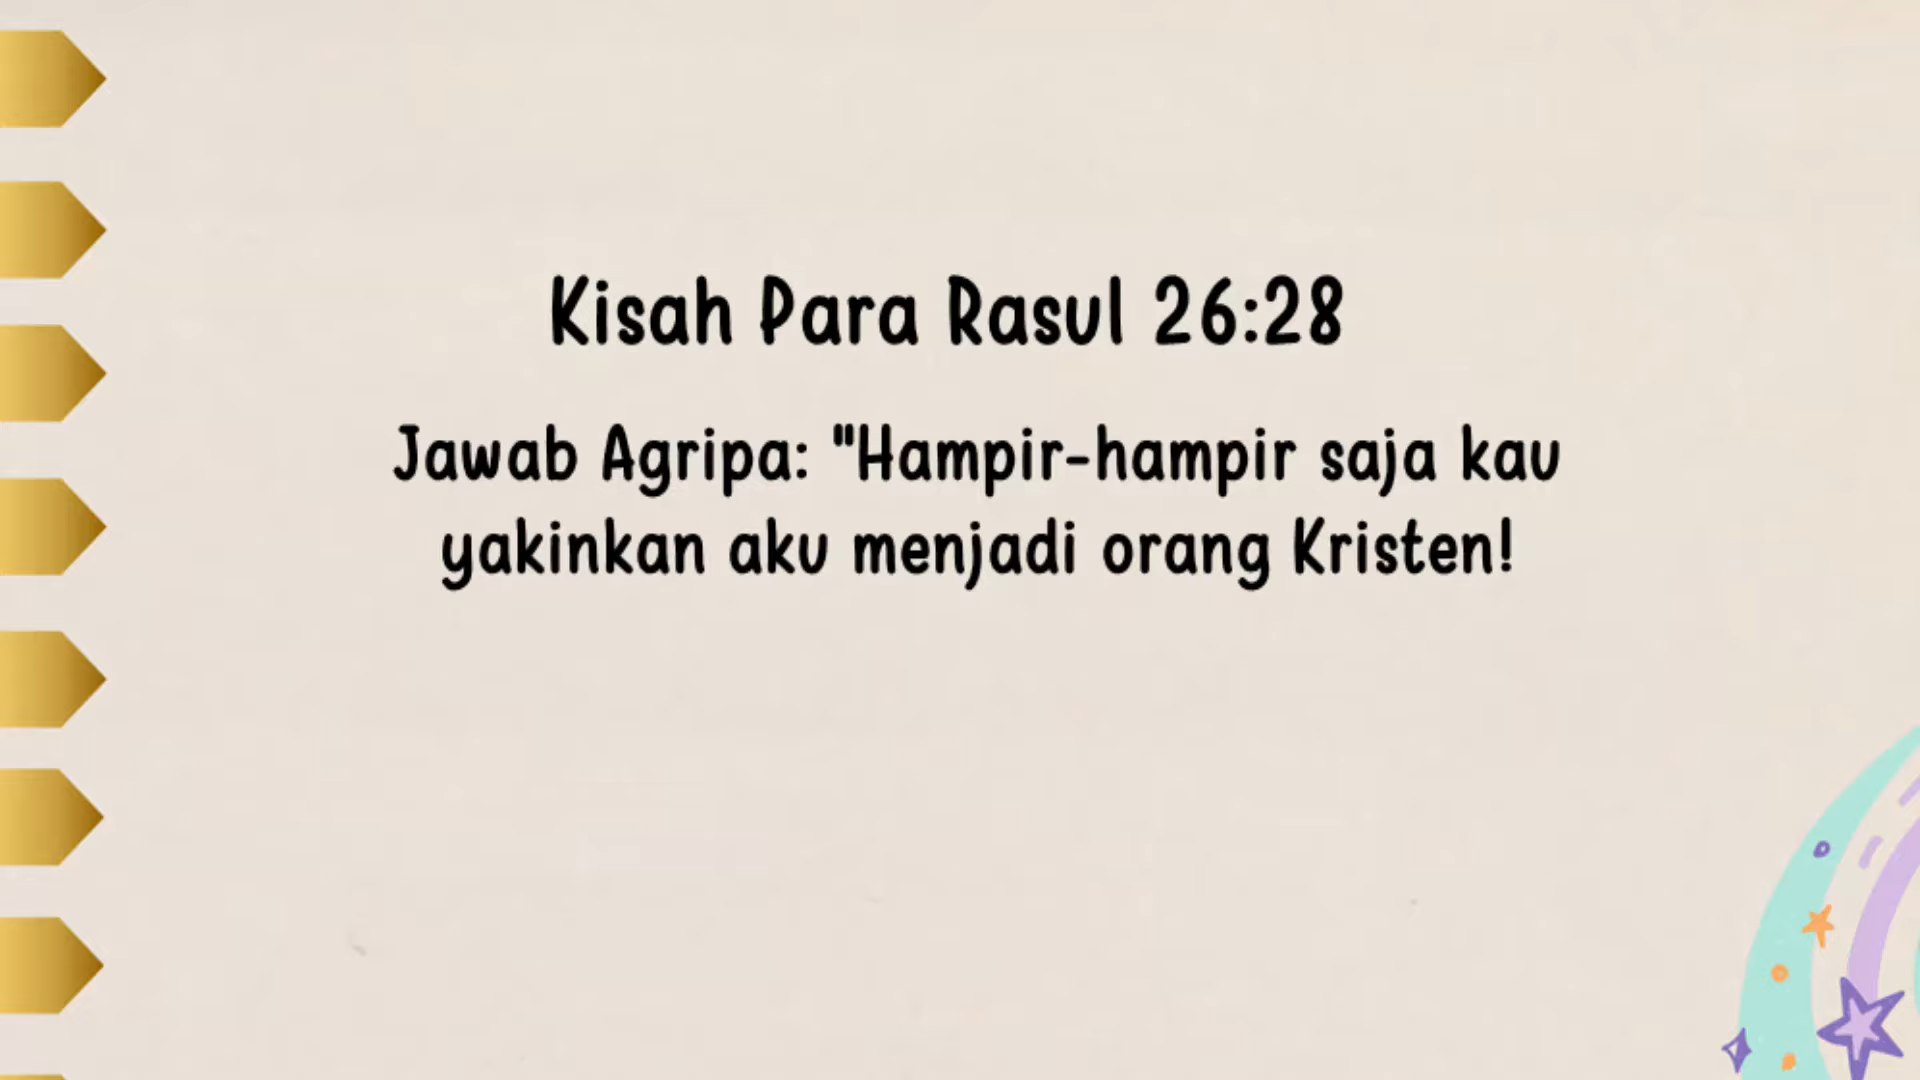 Kisah Para Rasul 26:28
Jawab Agripa: "Hampir-hampir saja kau
yakinkan aku menjadi orang Kristen!